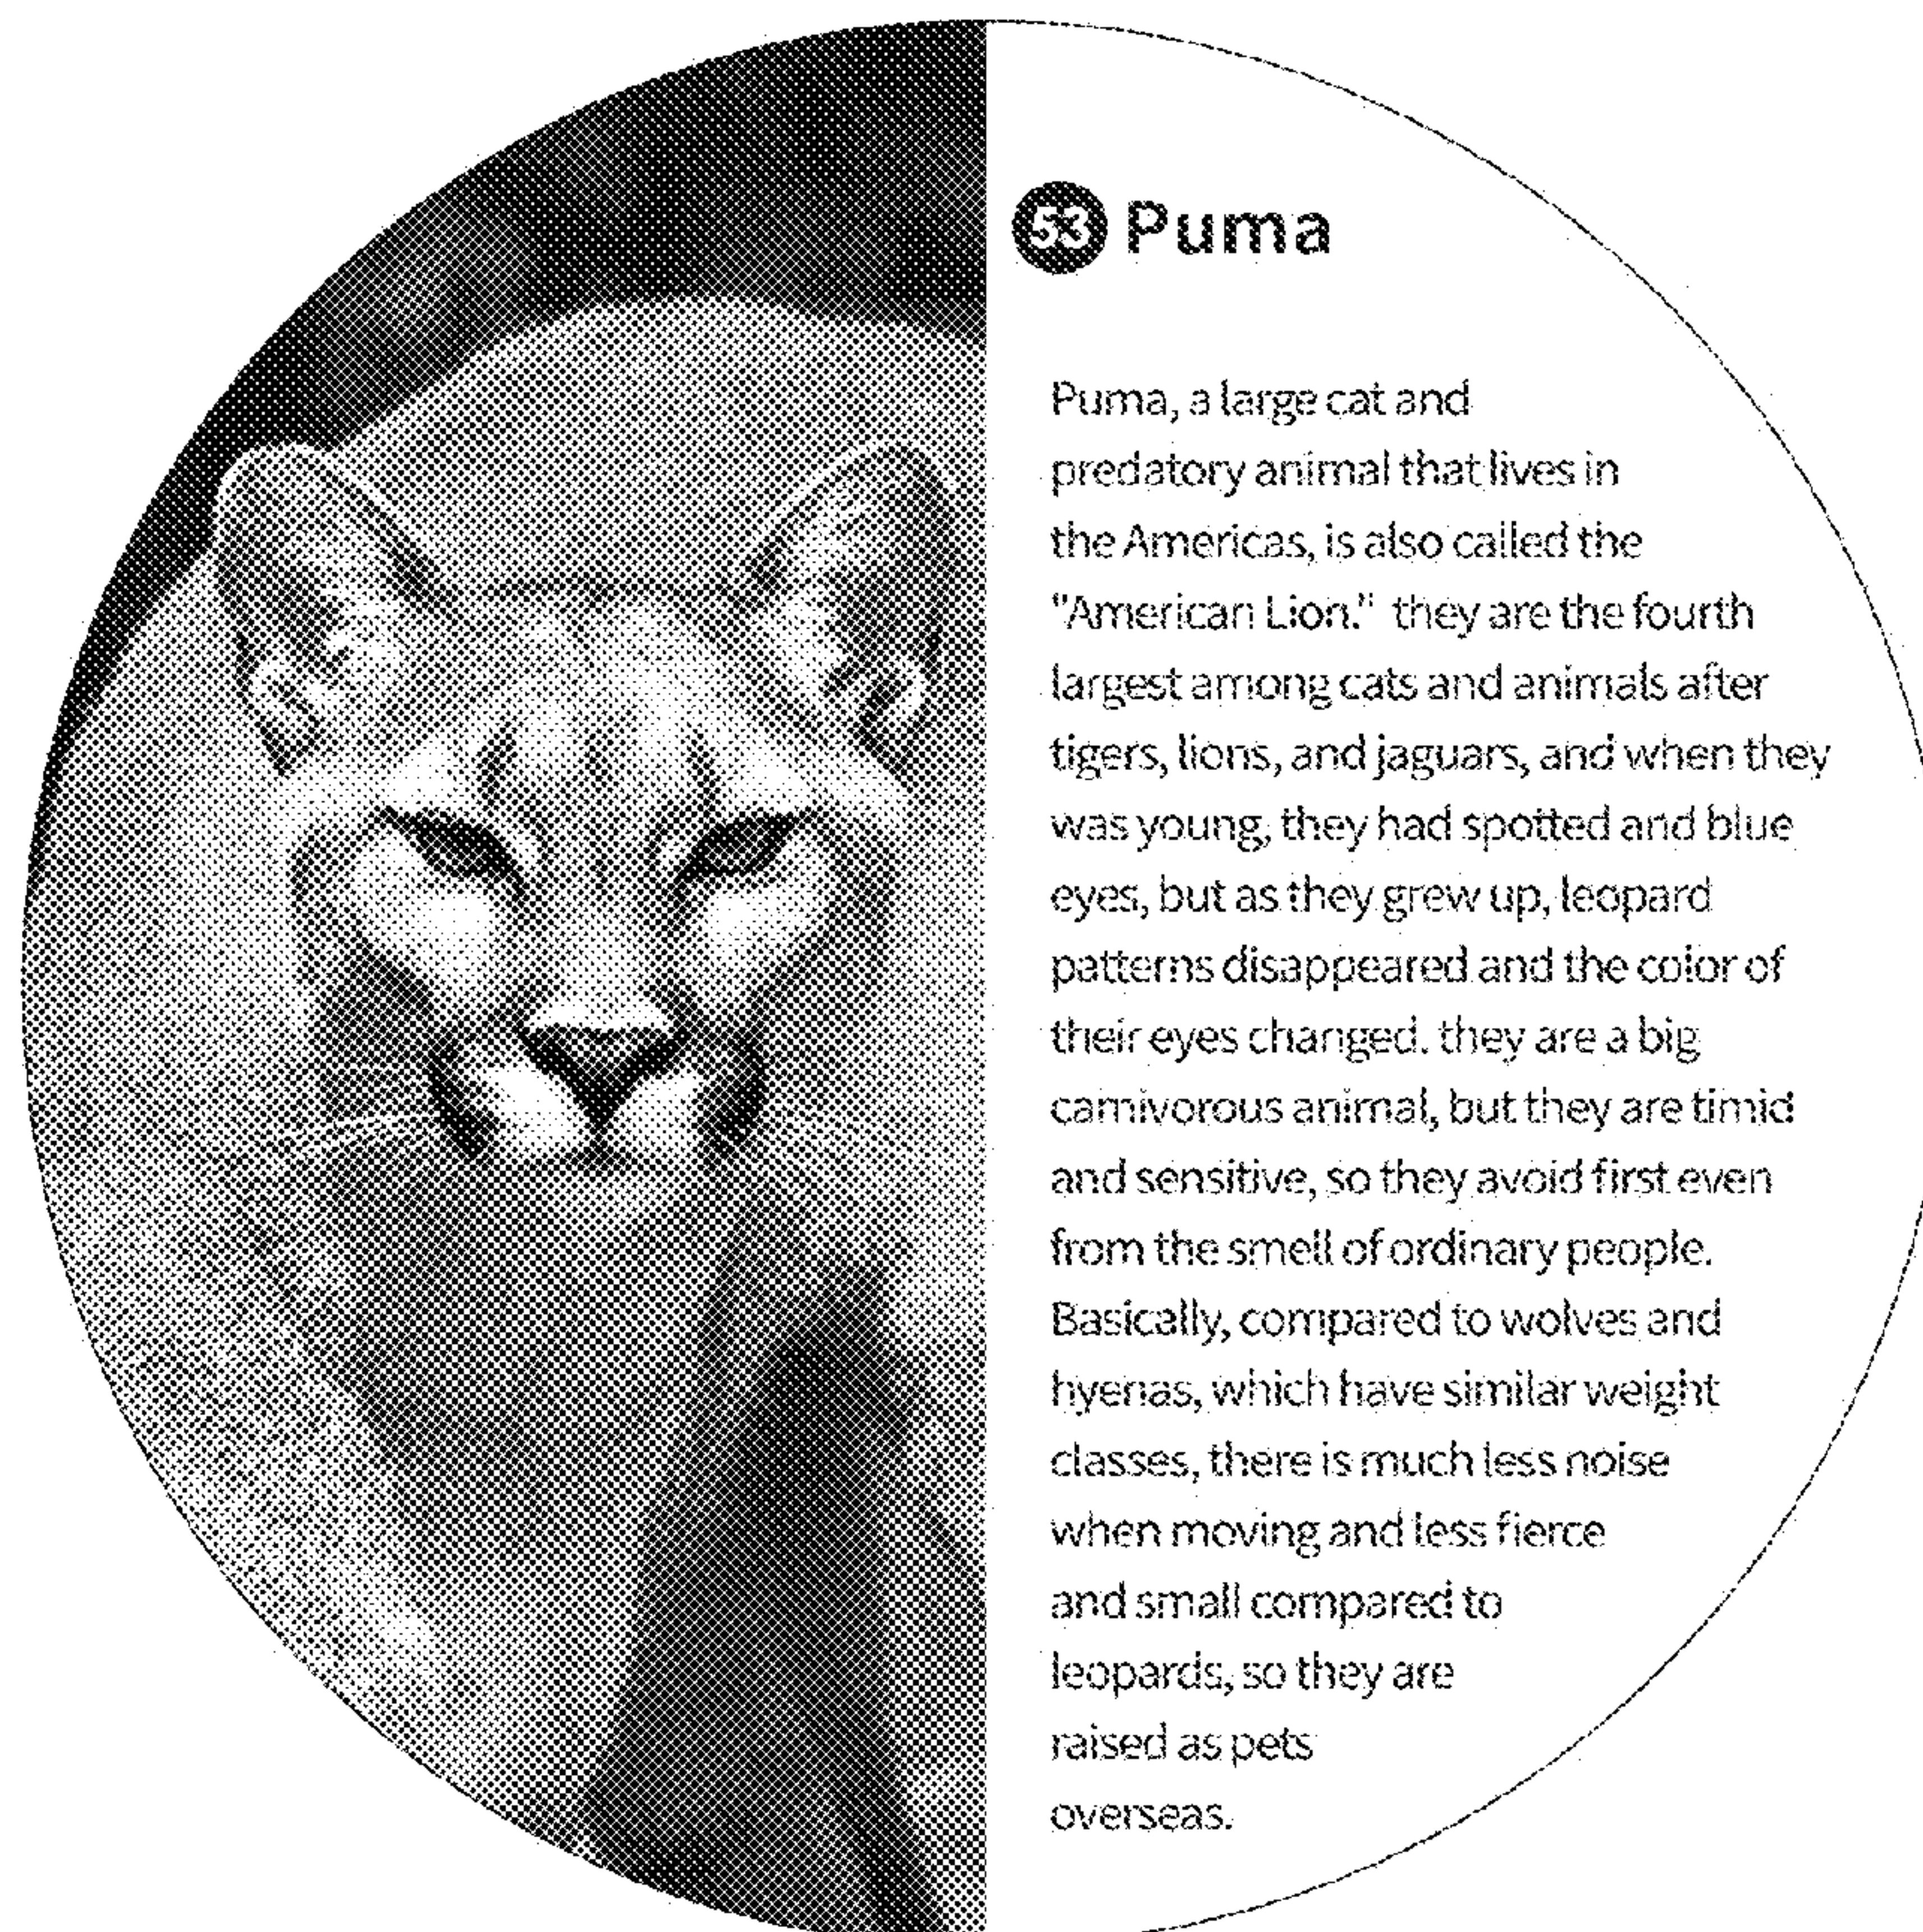 53 Puma
Puma, a large cat and
predatory animal that lives in
the Americas, is also called the
"American Lion."  they are the fourth
largest among cats and animals after
tigers, lions, and jaguars, and when they
was young, they had spotted and blue
eyes, but as they grew up, leopard
patterns disappeared and the color of
their eyes changed. they are a big
carnivorous animal, but they are timid
and sensitive, so they avoid first even
from the smell of ordinary people.
Basically, compared to wolves and
hyenas, which have similar weight
classes, there is much less noise
when moving and less fierce
and small compared to
leopards, so they are
raised as pets
overseas.